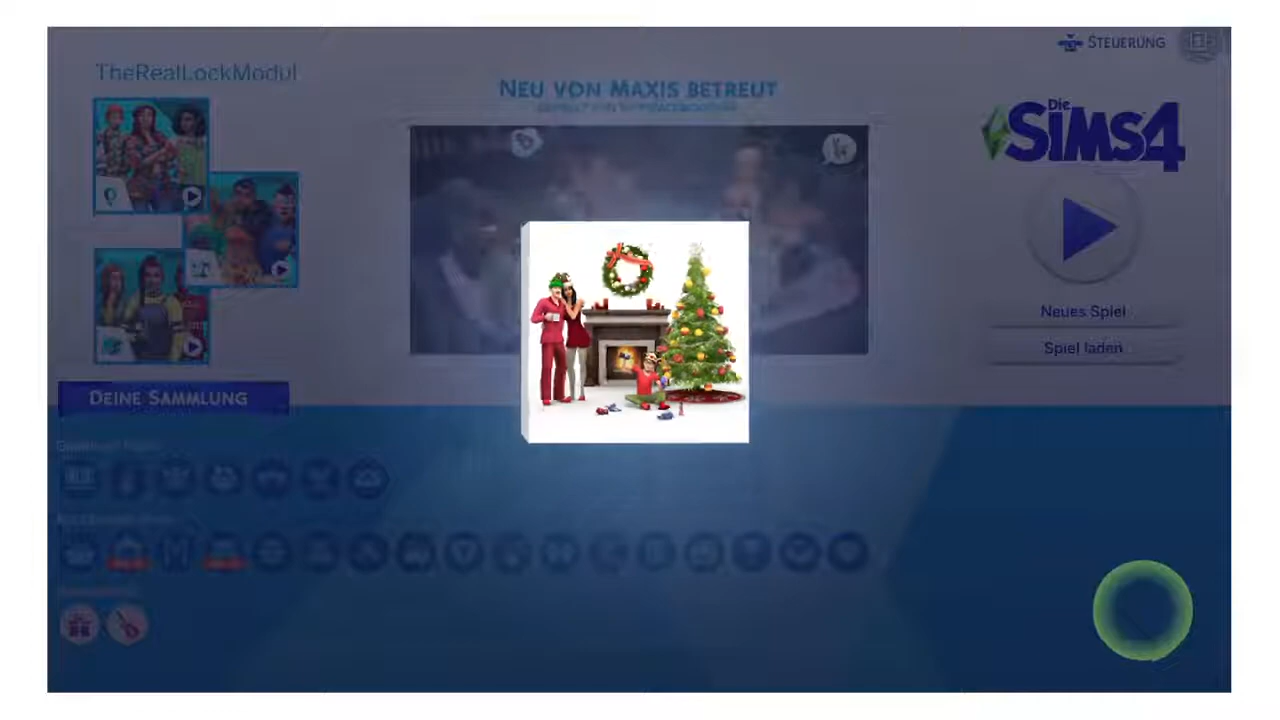 STEUERUNG
TheRealLockModul
NEU VON MAXIS BETREUT
Die
SiMS4
Neues Spiel
Spiel laden
DEINE SAMMLUNG